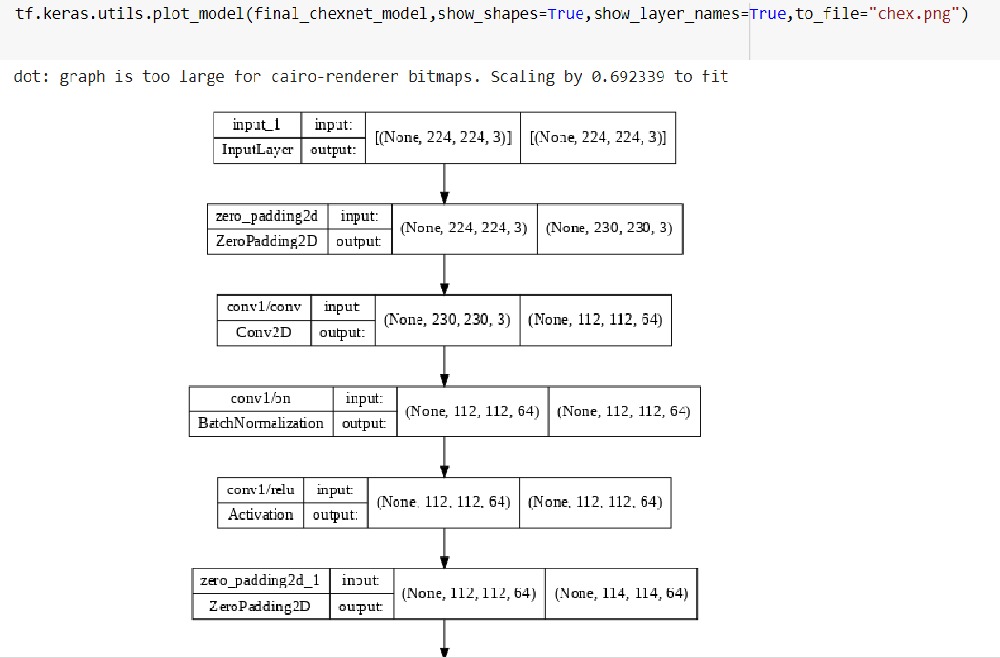 tf.keras.utils.plot_model(final_chexnet_model,show_shapes=True,show_layer_names=True,to_file="chex.png")
dot: graph is too large for cairo-renderer bitmaps. Scaling by 0.692339 to fit
input_1 input: [(None, 224, 224, 3)] [(None, 224, 224, 3)]
InputLayer output:
zero_padding2d input: (None, 224, 224, 3) (None, 230, 230, 3)
ZeroPadding2D output:
conv1/conv input: (None, 230, 230, 3) (None, 112, 112, 64)
Conv2D output:
conv1/bn input: (None, 112, 112, 64) (None, 112, 112, 64)
BatchNormalization output:
conv1/relu input: (None, 112, 112, 64) (None, 112, 112, 64)
Activation output:
zero_padding2d_1 input: (None, 112, 112, 64) (None, 114, 114, 64)
ZeroPadding2D output: